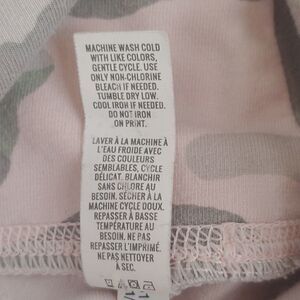 MACHINE WASH COLD
WITH LIKE COLORS,
GENTLE CYCLE. USE
ONLY NON-CHLORINE
BLEACH IF NEEDED.
TUMBLE DRY LOW.
COOL IRON IF NEEDED.
DO NOT IRON
ON PRINT.
LAVER À LA MACHINE À
L'EAU FROIDE AVEC
DES COULEURS
SEMBLABLES, CYCLE
DÉLICAT. BLANCHIR
SANS CHLORE AU
BESOIN. SÉCHER À LA
MACHINE CYCLE DOUX.
REPASSER À BASSE
TEMPÉRATURE AU
BESOIN. NE PAS
REPASSER L'IMPRIMÉ.
NE PAS NETTOYER
À SEC.